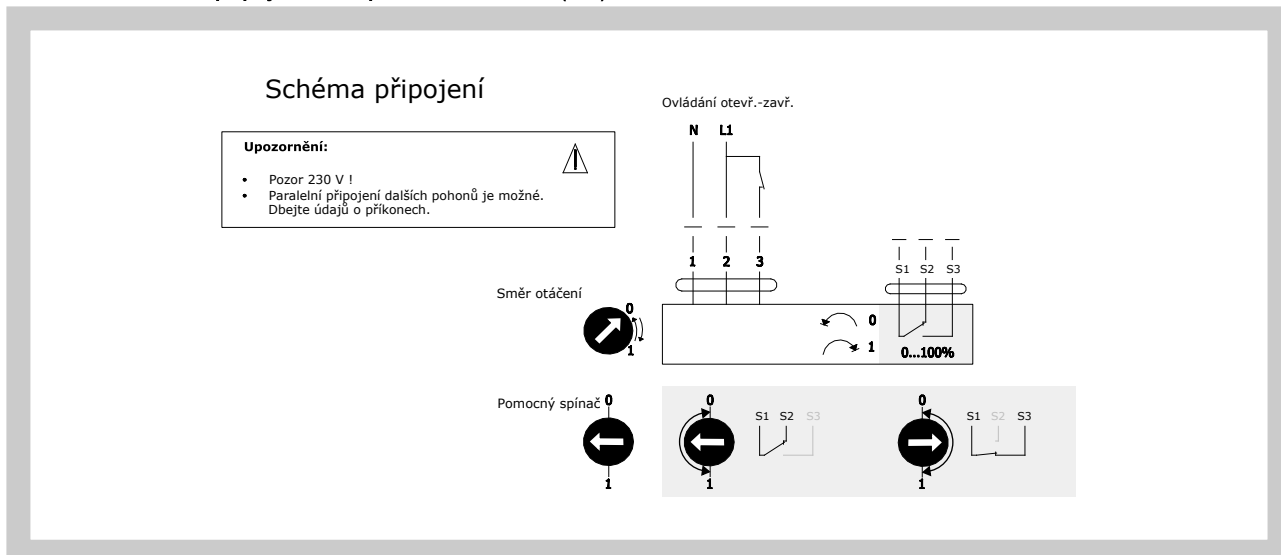 Schéma připojení
Upozornění:
• Pozor 230 V !
• Paralelní připojení dalších pohonů je možné.
Dbejte údajů o příkonech.
Ovládání otevř.-zavř.
N L1
1 2 3
S1 S2 S3
Směr otáčení
0
1
0
1
0...100%
Pomocný spínač
0
1
0
1
S1 S2 S3
0
1
S1 S2 S3